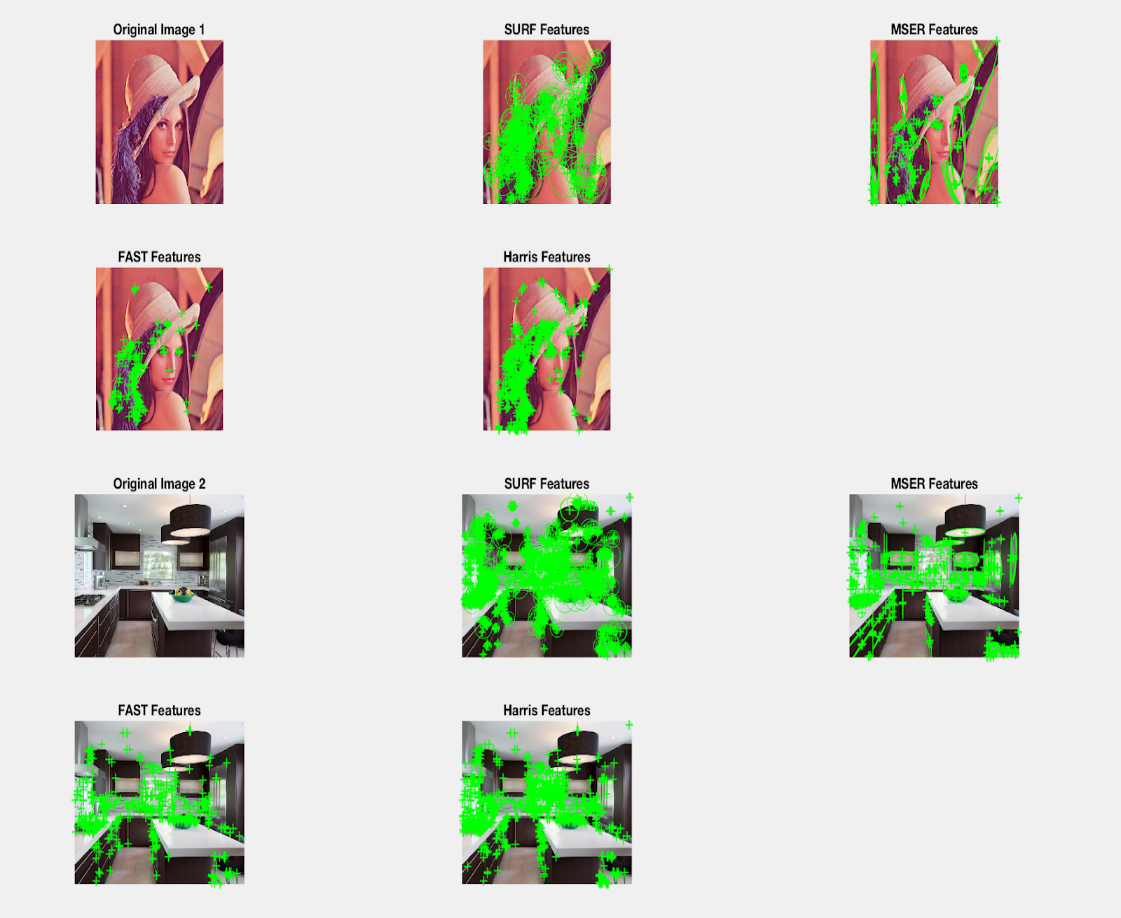 Original Image 1
SURF Features
MSER Features
FAST Features
Harris Features
Original Image 2
SURF Features
MSER Features
FAST Features
Harris Features